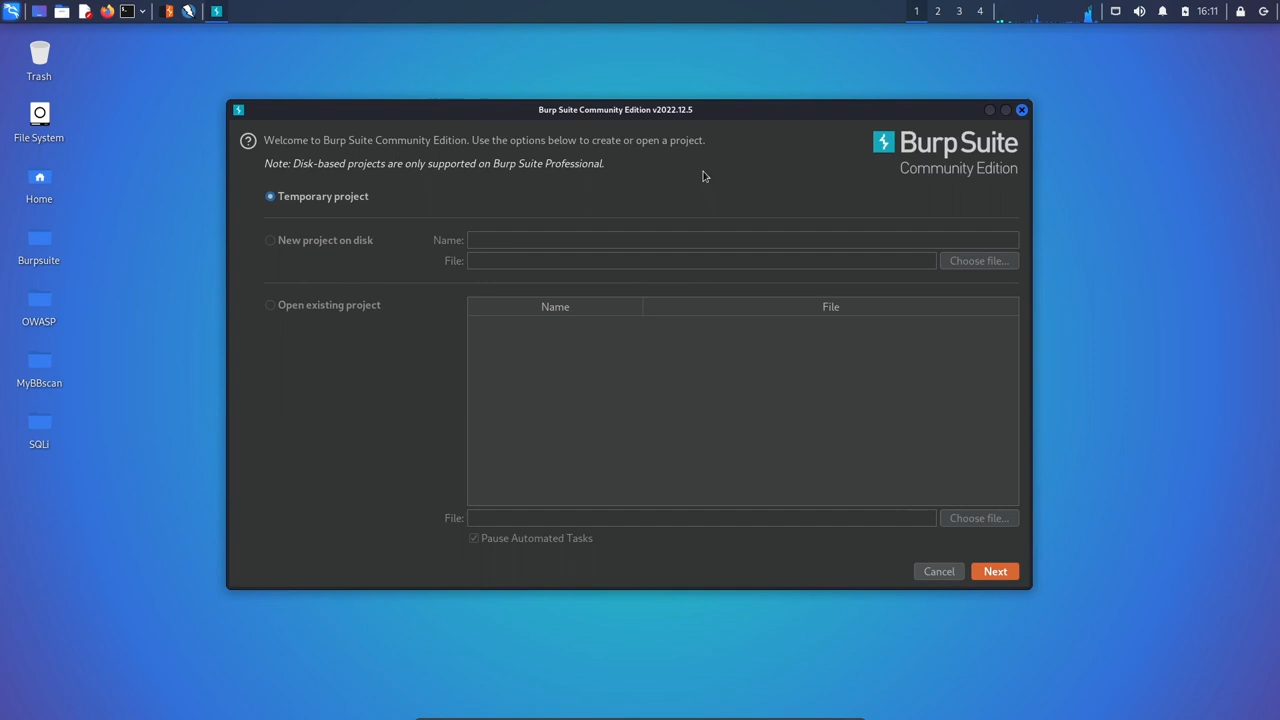 1 2 3 4 16:11
Trash
File System
Home
Burpsuite
OWASP
MyBBscan
SQLi
Burp Suite Community Edition v2022.12.5
Welcome to Burp Suite Community Edition. Use the options below to create or open a project.
Note: Disk-based projects are only supported on Burp Suite Professional.
Burp Suite
Community Edition
Temporary project
New project on disk Name:
File: Choose file...
Open existing project Name File
File: Choose file...
Pause Automated Tasks
Cancel Next